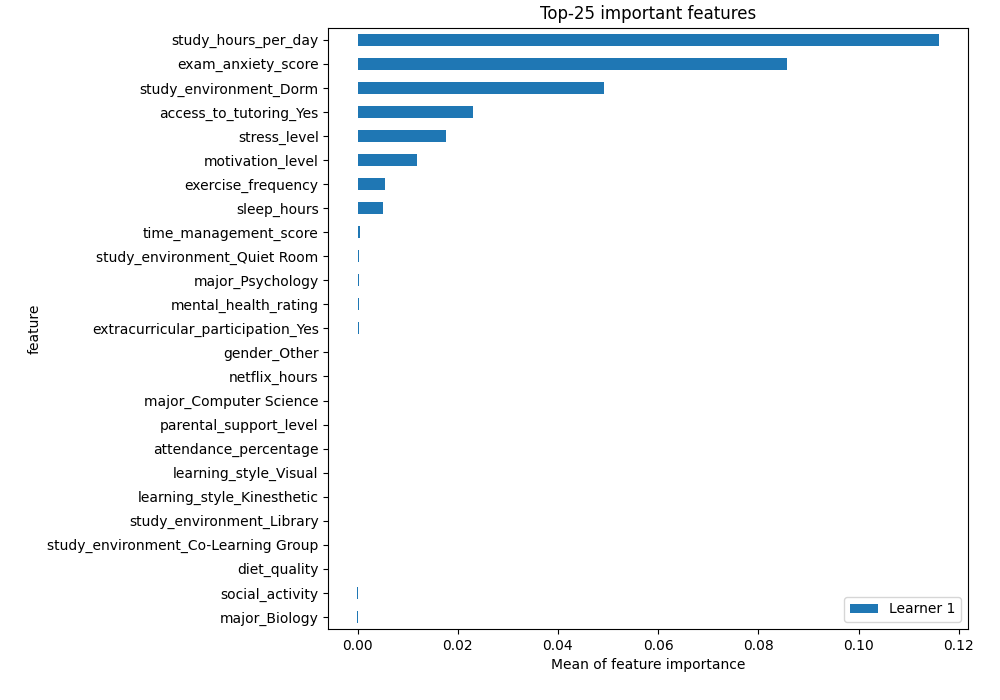 Top-25 important features
study_hours_per_day
exam_anxiety_score
study_environment_Dorm
access_to_tutoring_Yes
stress_level
motivation_level
exercise_frequency
sleep_hours
time_management_score
study_environment_Quiet Room
major_Psychology
mental_health_rating
extracurricular_participation_Yes
gender_Other
netflix_hours
major_Computer Science
parental_support_level
attendance_percentage
learning_style_Visual
learning_style_Kinesthetic
study_environment_Library
study_environment_Co-Learning Group
diet_quality
social_activity
major_Biology
feature
Learner 1
0.00 0.02 0.04 0.06 0.08 0.10 0.12
Mean of feature importance